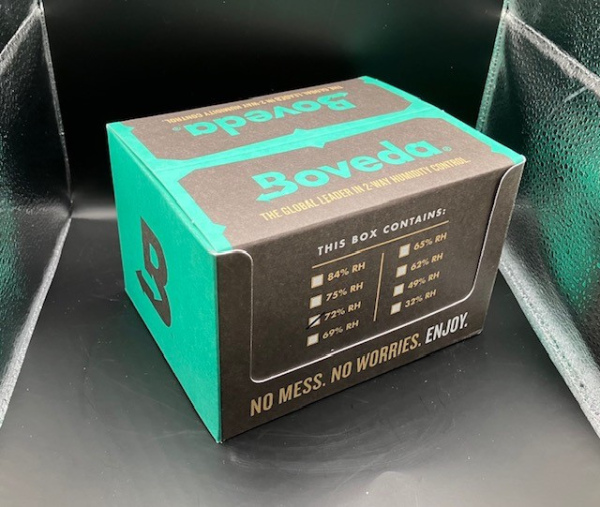 THE GLOBAL LEADER IN 2-WAY HUMIDITY CONTROL.
Boveda®
Boveda®
THE GLOBAL LEADER IN 2-WAY HUMIDITY CONTROL.
B
THIS BOX CONTAINS:
84% RH
75% RH
72% RH
69% RH
65% RH
62% RH
49% RH
32% RH
NO MESS. NO WORRIES. ENJOY.